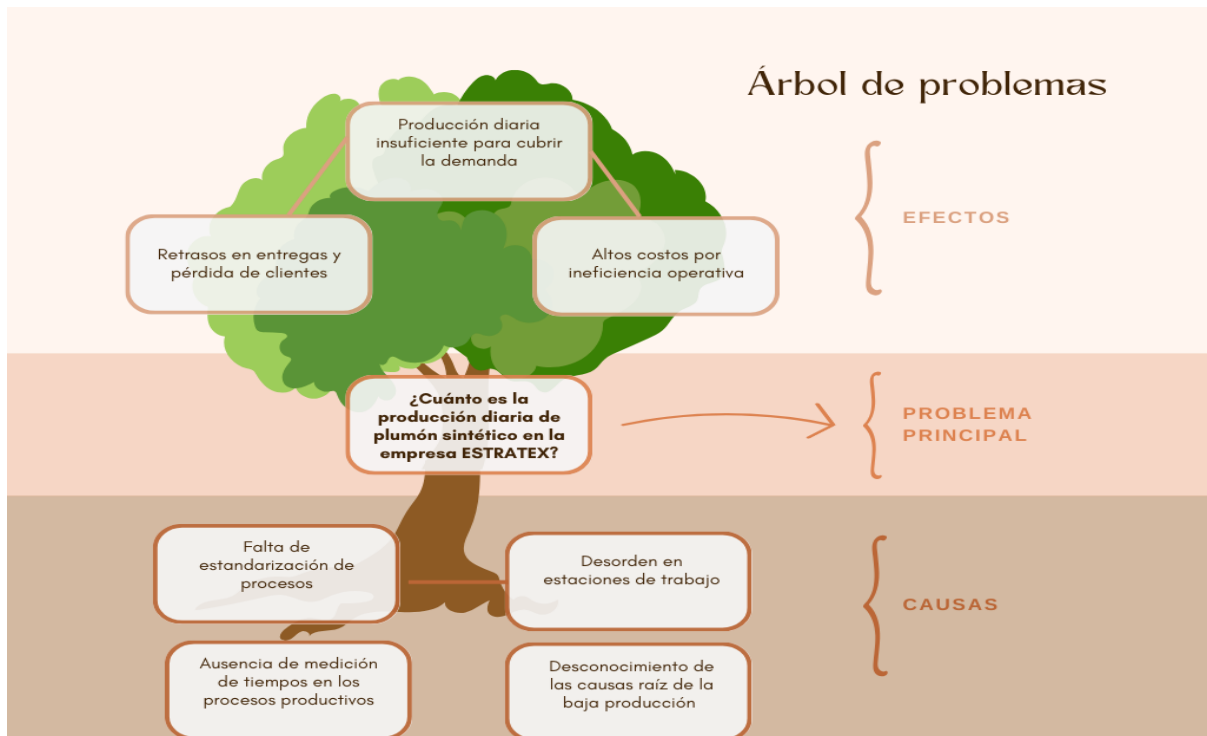 Árbol de problemas
Producción diaria
insuficiente para cubrir
la demanda
Retrasos en entregas y
pérdida de clientes
Altos costos por
ineficiencia operativa
EFECTOS
¿Cuánto es la
producción diaria de
plumón sintético en la
empresa ESTRATEX?
PROBLEMA
PRINCIPAL
Falta de
estandarización de
procesos
Desorden en
estaciones de trabajo
CAUSAS
Ausencia de medición
de tiempos en los
procesos productivos
Desconocimiento de
las causas raíz de la
baja producción